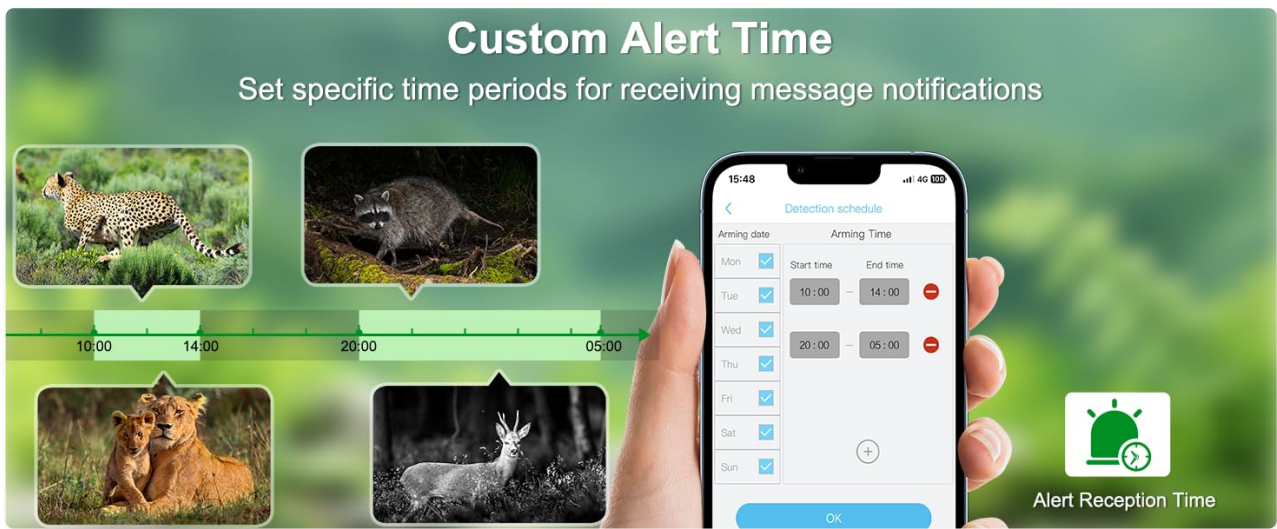 Custom Alert Time
Set specific time periods for receiving message notifications
15:48
4G 100
Detection schedule
Arming date
Arming Time
Mon
Start time
End time
Tue
10:00 – 14:00
Wed
20:00 – 05:00
Thu
Fri
Sat
Sun
+
OK
10:00
14:00
20:00
05:00
Alert Reception Time